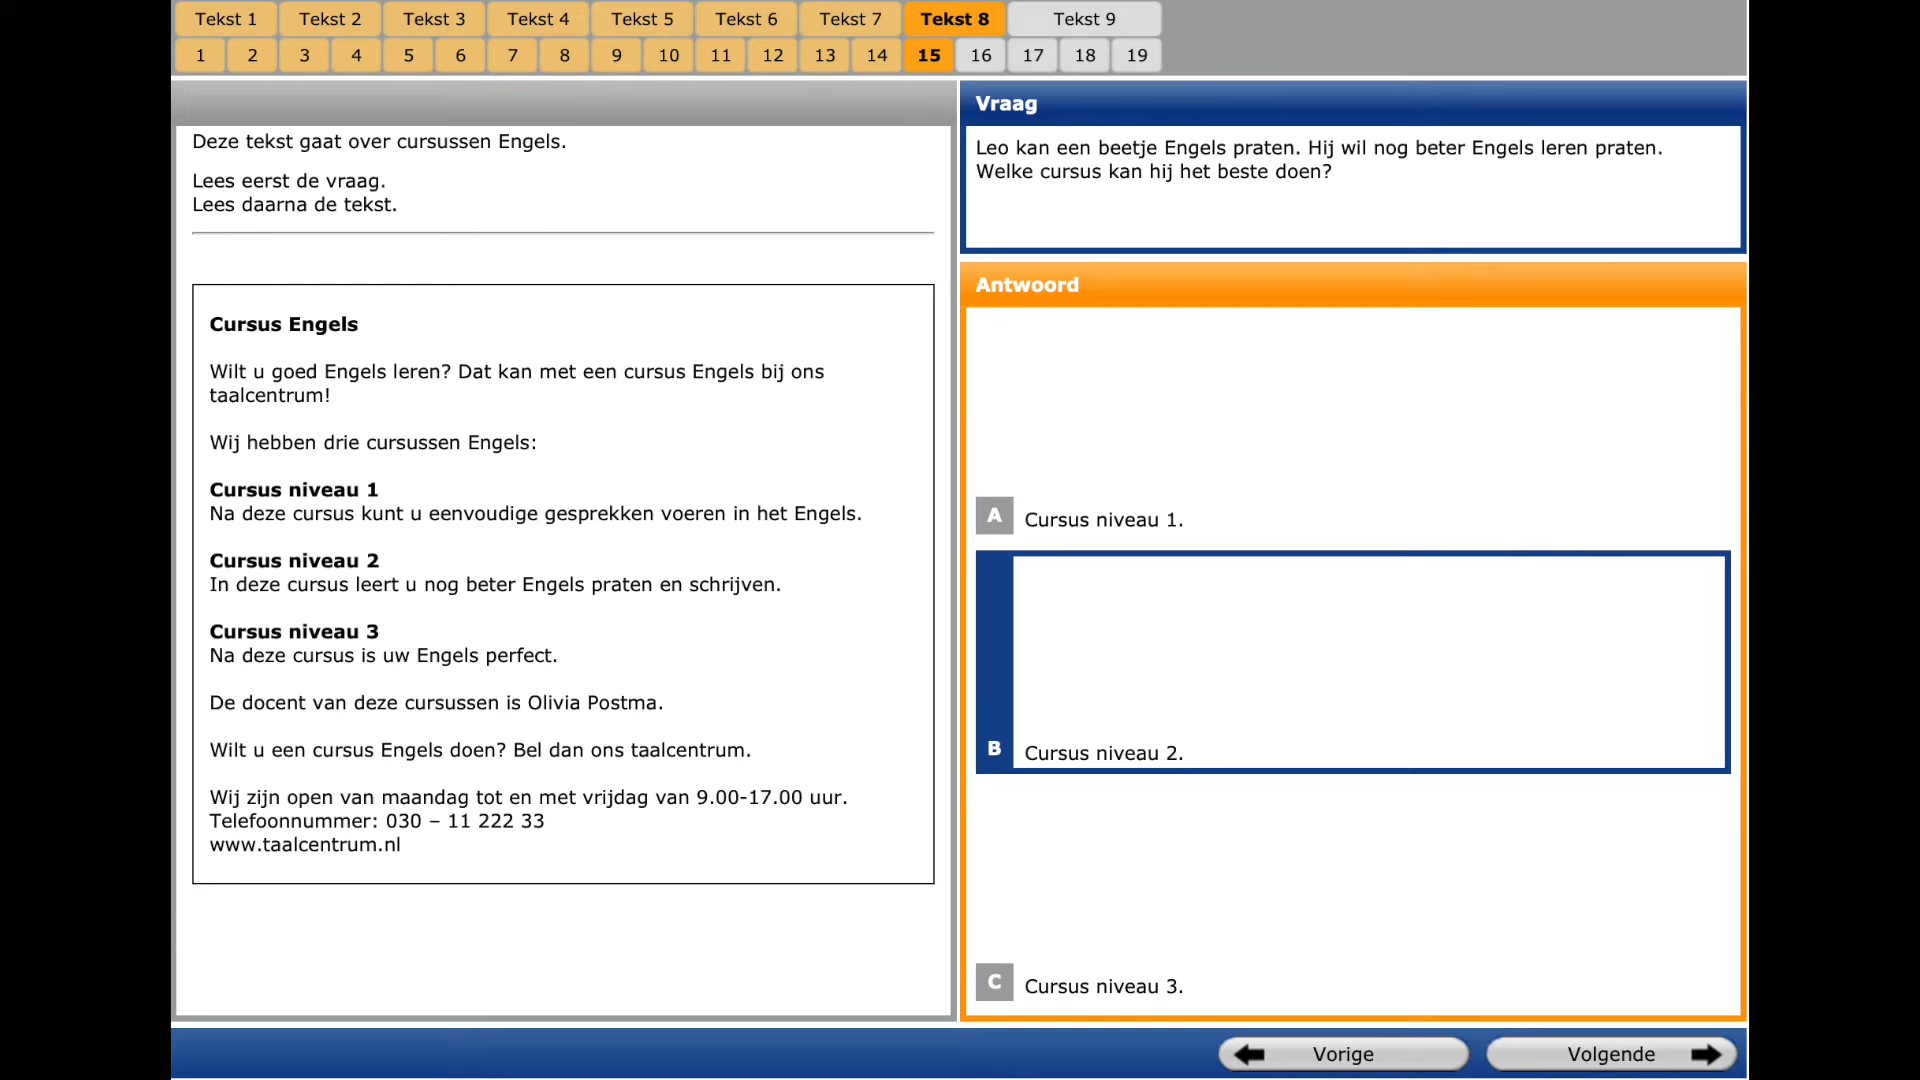 Tekst 1 Tekst 2 Tekst 3 Tekst 4 Tekst 5 Tekst 6 Tekst 7 Tekst 8 Tekst 9
1 2 3 4 5 6 7 8 9 10 11 12 13 14 15 16 17 18 19
Deze tekst gaat over cursussen Engels.
Lees eerst de vraag.
Lees daarna de tekst.
Cursus Engels
Wilt u goed Engels leren? Dat kan met een cursus Engels bij ons
taalcentrum!
Wij hebben drie cursussen Engels:
Cursus niveau 1
Na deze cursus kunt u eenvoudige gesprekken voeren in het Engels.
Cursus niveau 2
In deze cursus leert u nog beter Engels praten en schrijven.
Cursus niveau 3
Na deze cursus is uw Engels perfect.
De docent van deze cursussen is Olivia Postma.
Wilt u een cursus Engels doen? Bel dan ons taalcentrum.
Wij zijn open van maandag tot en met vrijdag van 9.00-17.00 uur.
Telefoonnummer: 030 – 11 222 33
www.taalcentrum.nl
Vraag
Leo kan een beetje Engels praten. Hij wil nog beter Engels leren praten.
Welke cursus kan hij het beste doen?
Antwoord
A Cursus niveau 1.
B Cursus niveau 2.
C Cursus niveau 3.
Vorige Volgende